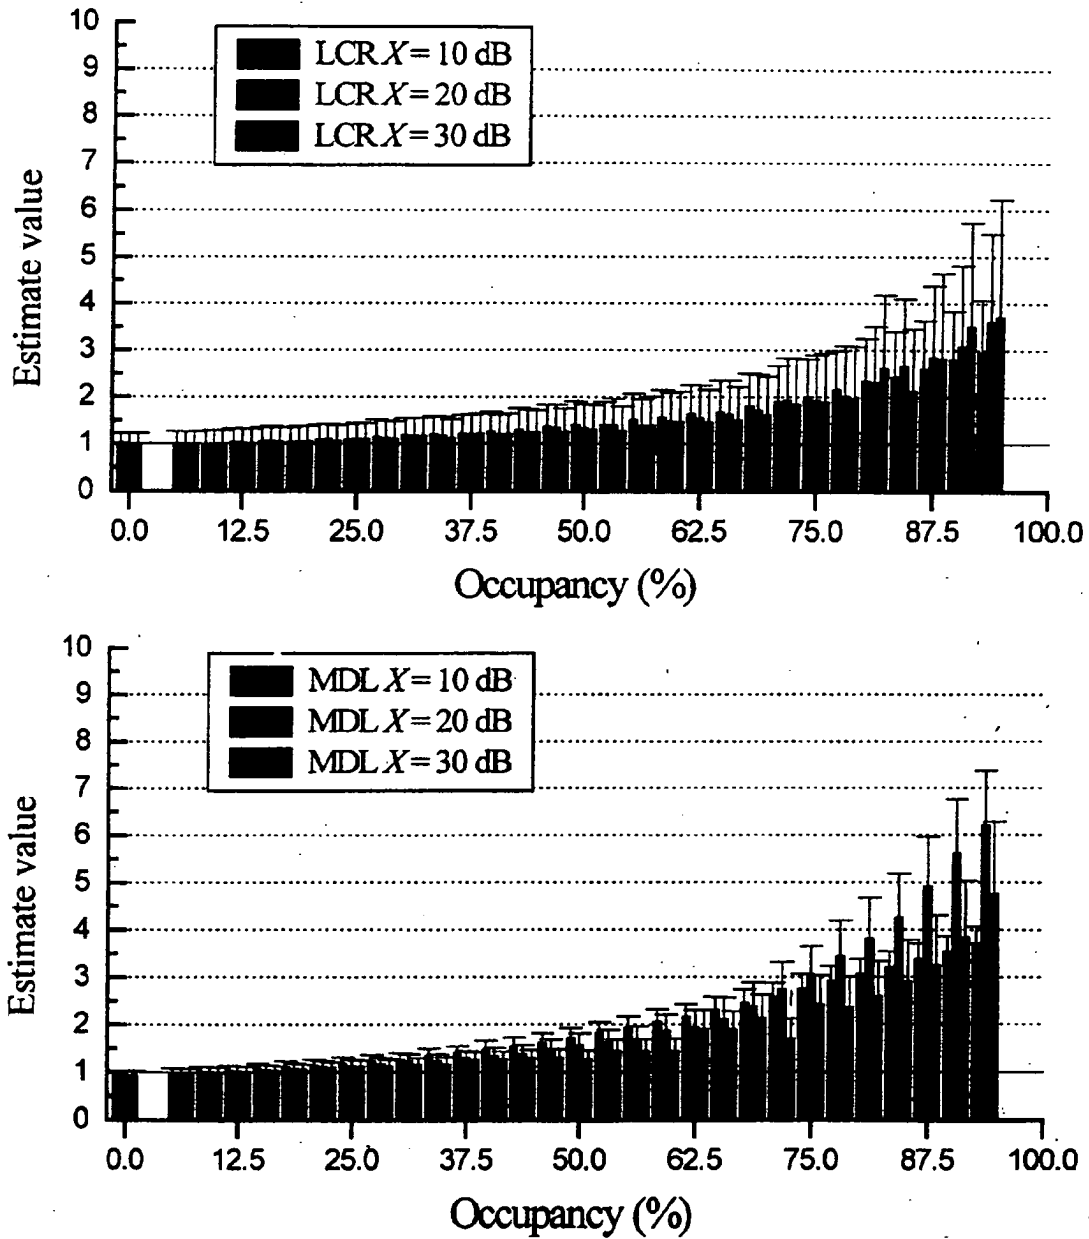 10
9
8
7
6
5
4
3
2
1
0
Estimate value
LCR X = 10 dB
LCR X = 20 dB
LCR X = 30 dB
0.0 12.5 25.0 37.5 50.0 62.5 75.0 87.5 100.0
Occupancy (%)
10
9
8
7
6
5
4
3
2
1
0
Estimate value
MDL X = 10 dB
MDL X = 20 dB
MDL X = 30 dB
0.0 12.5 25.0 37.5 50.0 62.5 75.0 87.5 100.0
Occupancy (%)